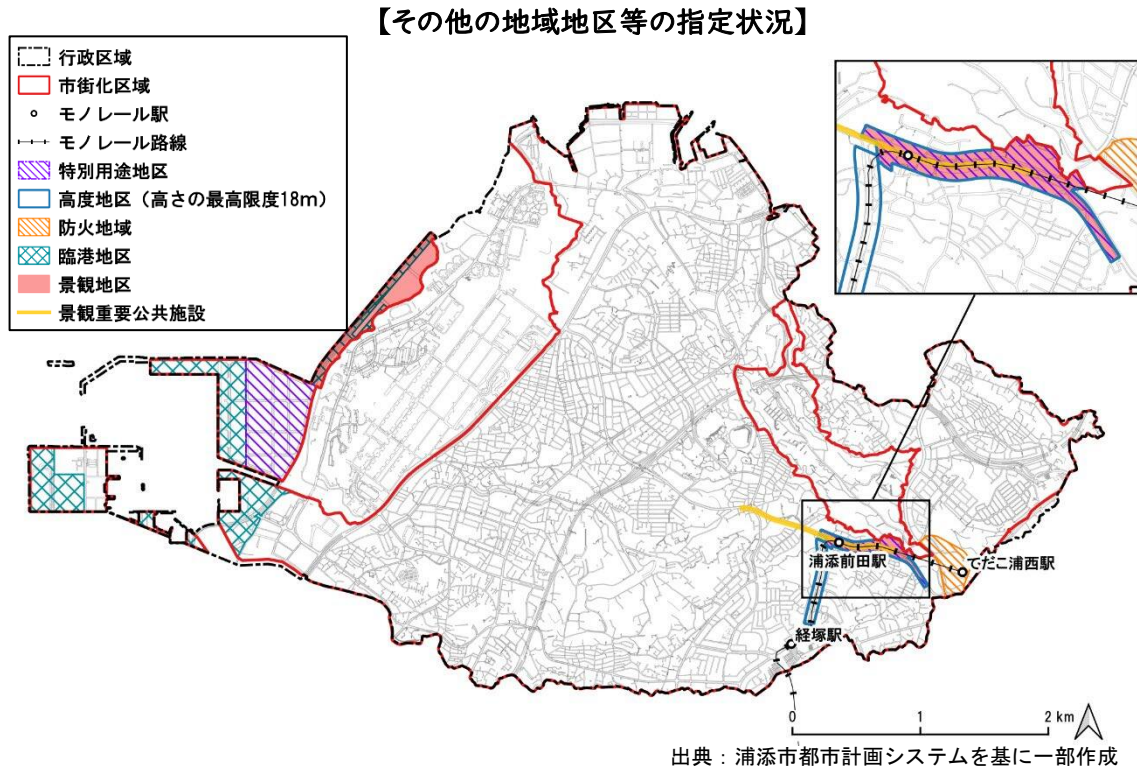 【その他の地域地区等の指定状況】
行政区域
市街化区域
モノレール駅
モノレール路線
特別用途地区
高度地区（高さの最高限度18m）
防火地域
臨港地区
景観地区
景観重要公共施設
浦添前田駅
てだこ浦西駅
経塚駅
0 1 2 km
出典：浦添市都市計画システムを基に一部作成